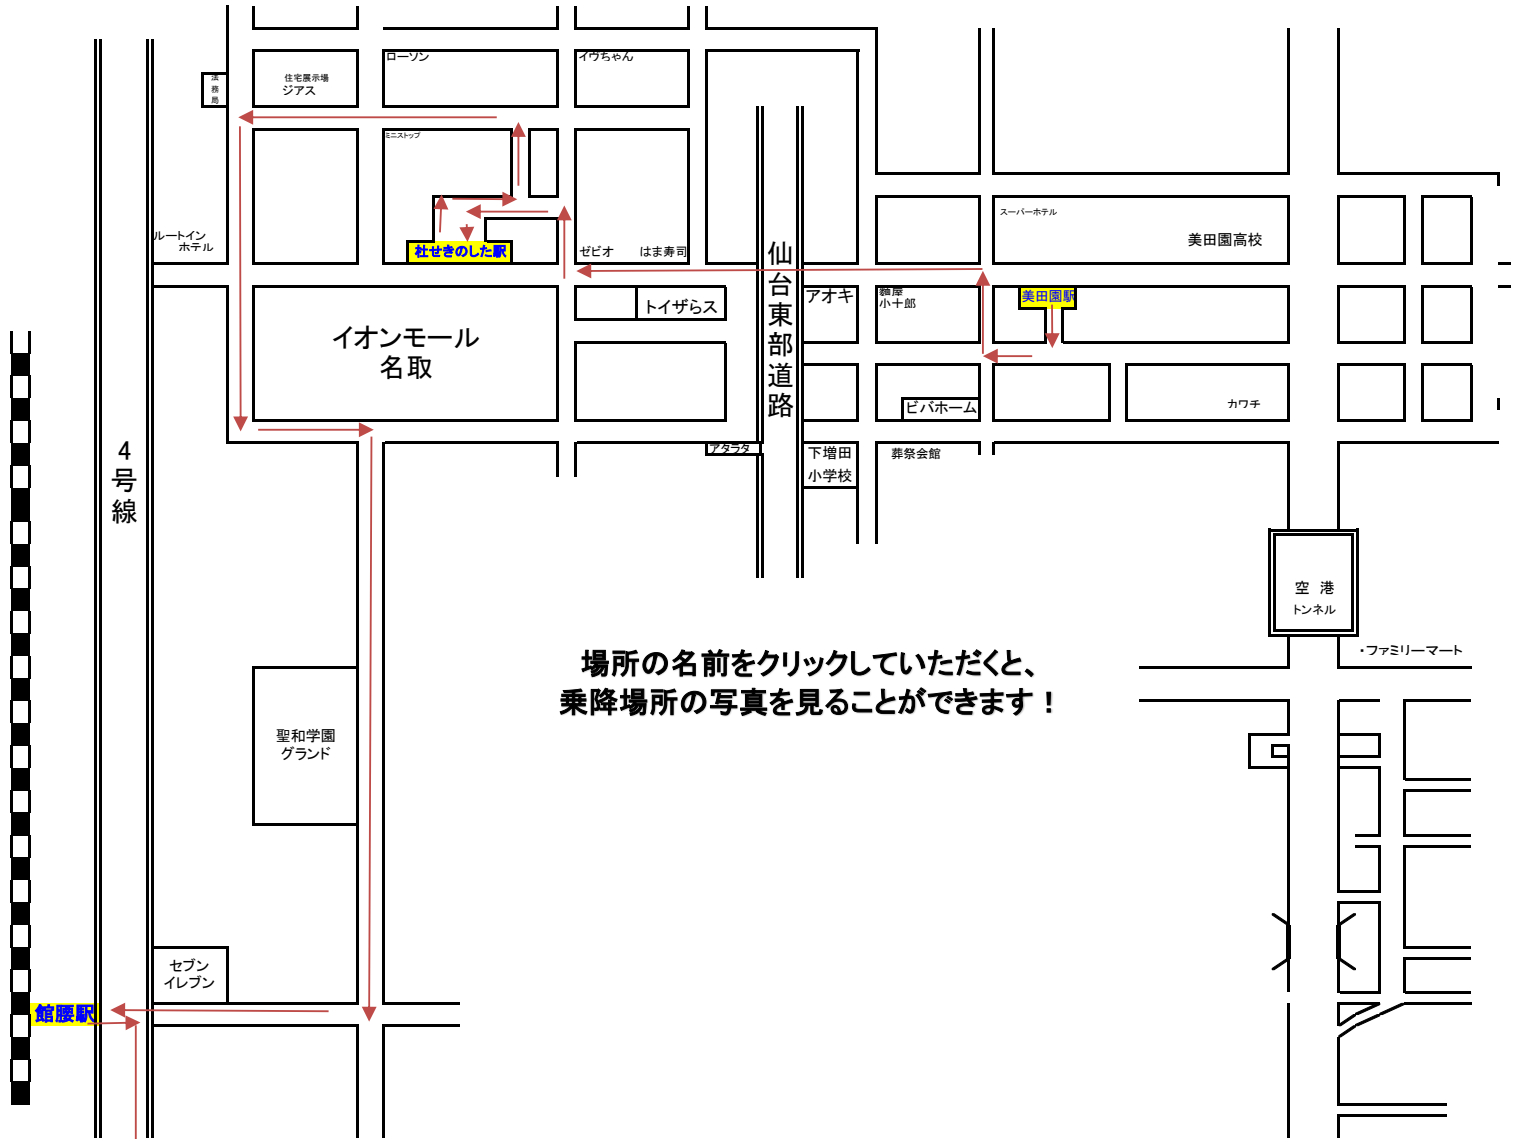 ローソン
イヴちゃん
法
務
局
住宅展示場
ジアス
ミニストップ
ルートイン
ホテル
杜せきのした駅
ゼビオ はま寿司
スーパーホテル
美田園高校
仙台東部道路
トイザらス
アオキ
麺屋
小十郎
美田園駅
イオンモール
名取
ビバホーム
カワチ
アタラタ
下増田
小学校
葬祭会館
4号線
空 港
トンネル
・ファミリーマート
場所の名前をクリックしていただくと、
乗降場所の写真を見ることができます！
聖和学園
グランド
セブン
イレブン
館腰駅